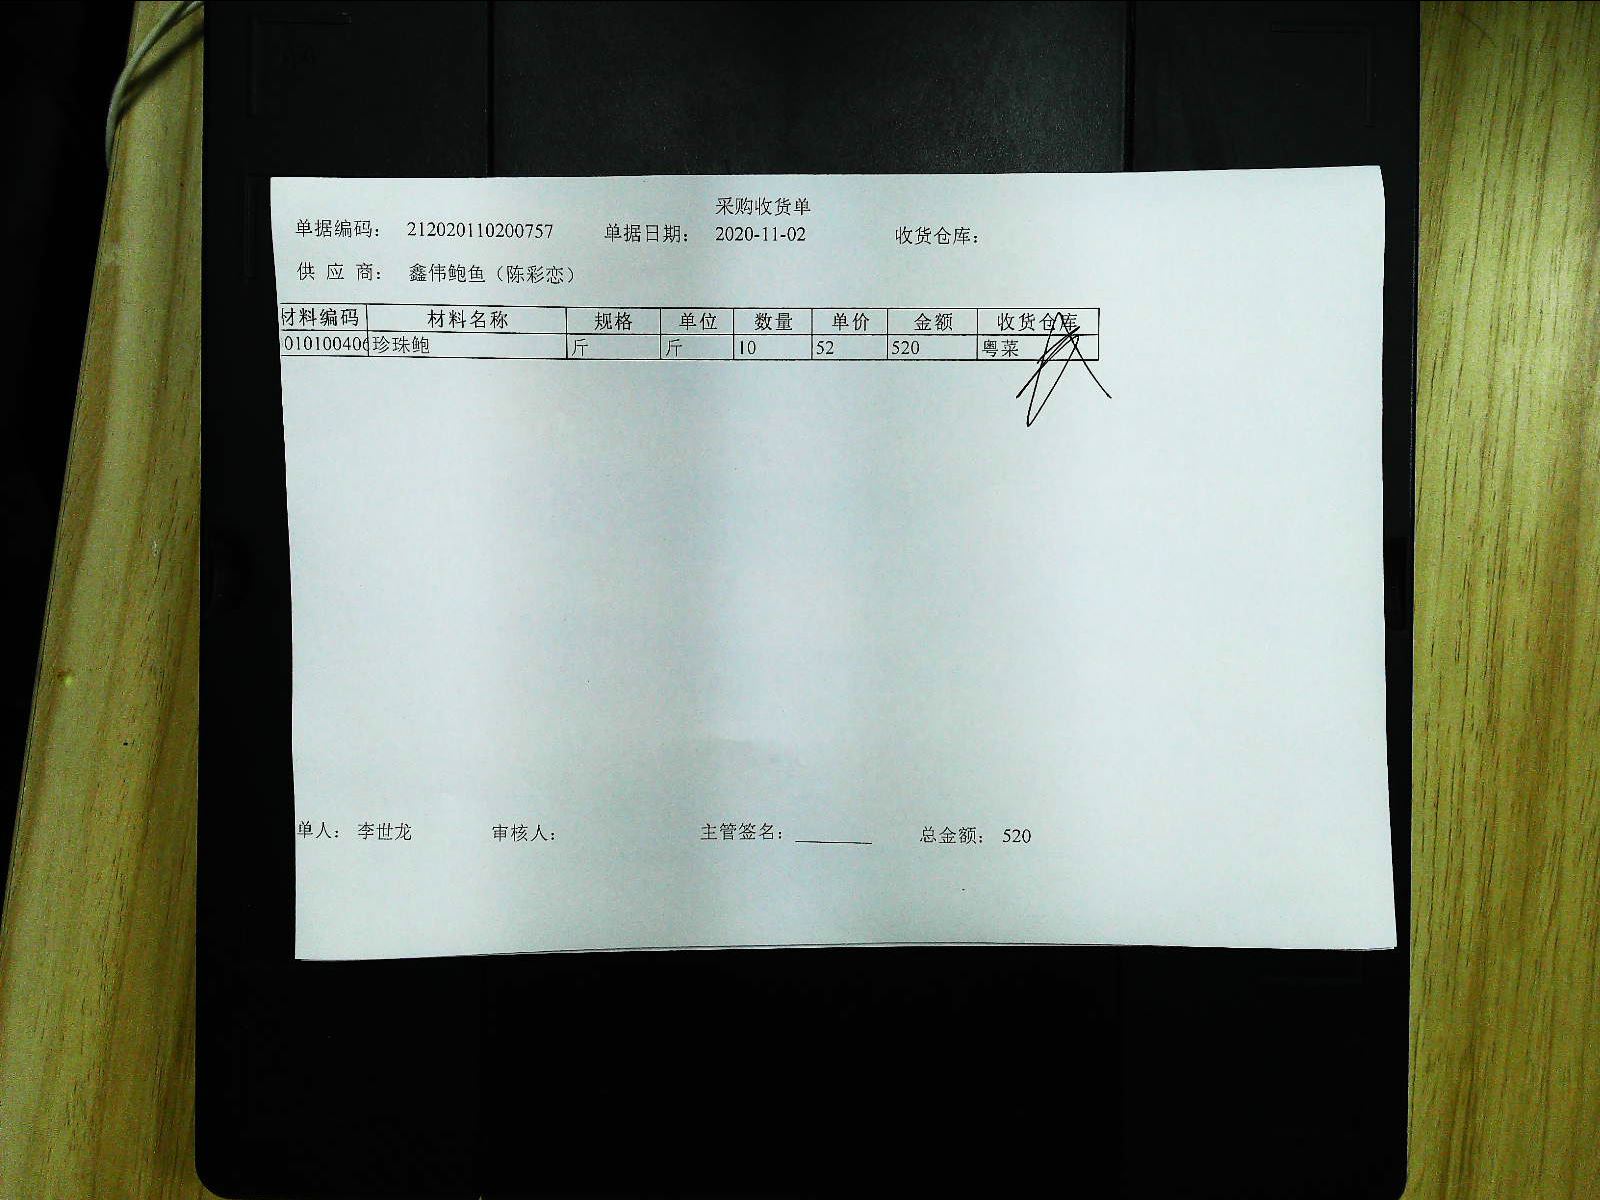 采购收货单
单据编码： 212020110200757 单据日期： 2020-11-02 收货仓库：
供 应 商： 鑫伟鲍鱼（陈彩恋）
材料编码 材料名称 规格 单位 数量 单价 金额 收货仓库
010100406 珍珠鲍 斤 斤 10 52 520 粤菜
单人： 李世龙 审核人： 主管签名： 总金额： 520